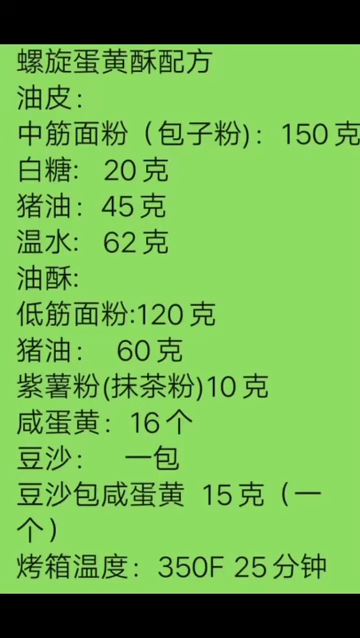 螺旋蛋黄酥配方
油皮：
中筋面粉（包子粉)：150克
白糖： 20克
猪油：45克
温水： 62克
油酥:
低筋面粉:120克
猪油： 60克
紫薯粉(抹茶粉)10克
咸蛋黄：16个
豆沙： 一包
豆沙包咸蛋黄 15克（一
个）
烤箱温度：350F 25分钟